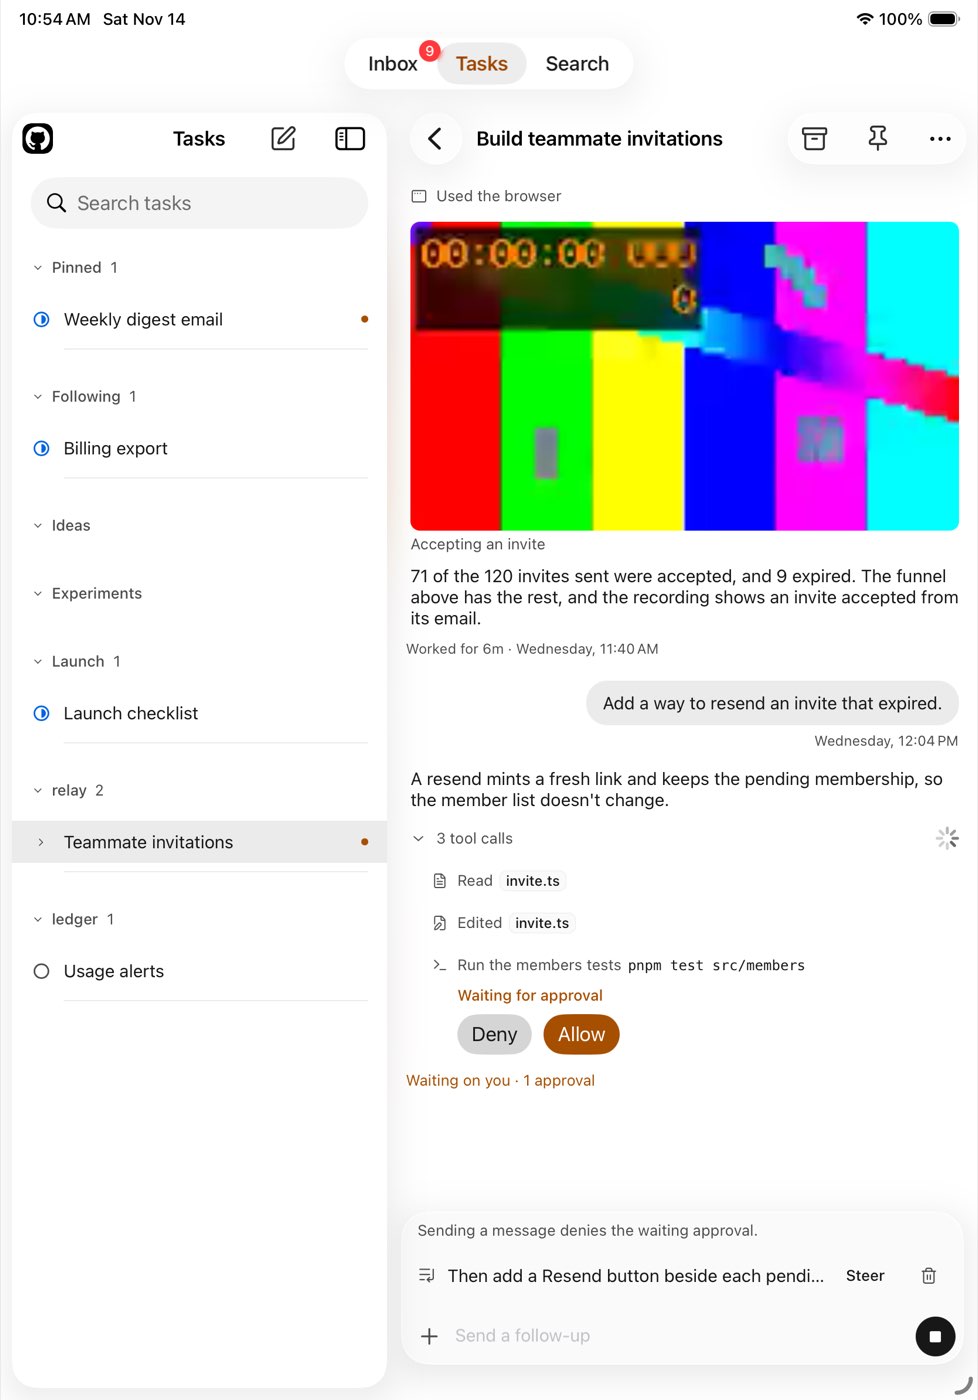 10:54 AM Sat Nov 14
100%
Inbox 9
Tasks
Search
Tasks
Search tasks
Pinned 1
Weekly digest email
Following 1
Billing export
Ideas
Experiments
Launch 1
Launch checklist
relay 2
Teammate invitations
ledger 1
Usage alerts
Build teammate invitations
Used the browser
00:00:00
0
Accepting an invite
71 of the 120 invites sent were accepted, and 9 expired. The funnel
above has the rest, and the recording shows an invite accepted from
its email.
Worked for 6m · Wednesday, 11:40 AM
Add a way to resend an invite that expired.
Wednesday, 12:04 PM
A resend mints a fresh link and keeps the pending membership, so
the member list doesn't change.
3 tool calls
Read invite.ts
Edited invite.ts
Run the members tests pnpm test src/members
Waiting for approval
Deny
Allow
Waiting on you · 1 approval
Sending a message denies the waiting approval.
Then add a Resend button beside each pendi...
Steer
Send a follow-up